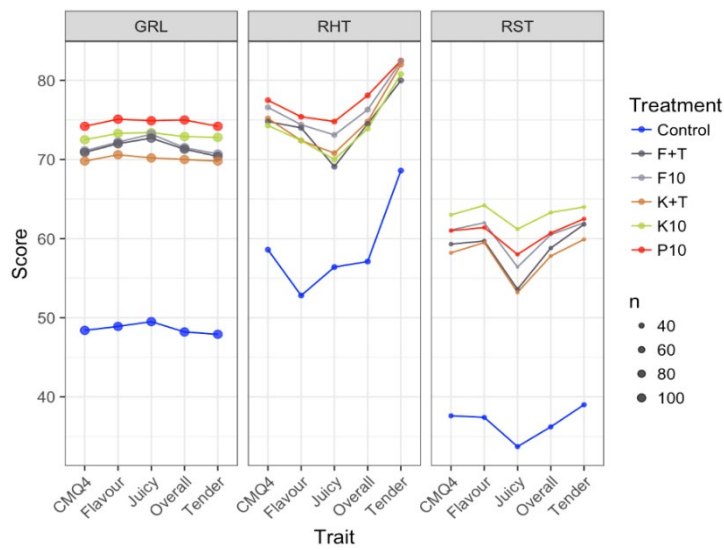 GRL RHT RST
80
70
60
50
40
Score
CMQ4 Flavour Juicy Overall Tender CMQ4 Flavour Juicy Overall Tender CMQ4 Flavour Juicy Overall Tender
Trait
Treatment
Control
F+T
F10
K+T
K10
P10
n
40
60
80
100